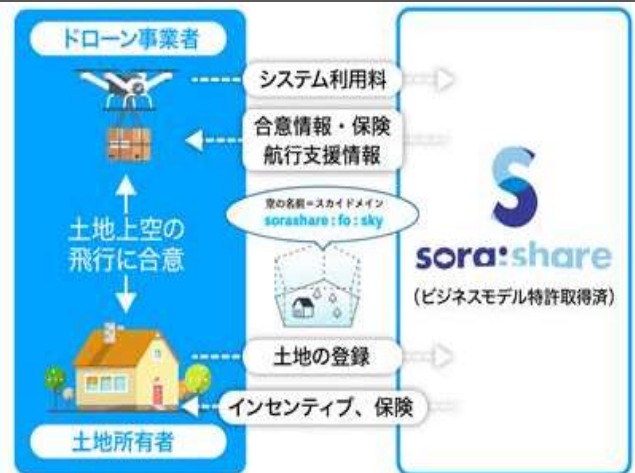 ドローン事業者
システム利用料
合意情報・保険
航行支援情報
空の名前=スカイドメイン
sorashare : fo : sky
土地上空の
飛行に合意
S
sora:share
(ビジネスモデル特許取得済)
土地の登録
インセンティブ、保険
土地所有者